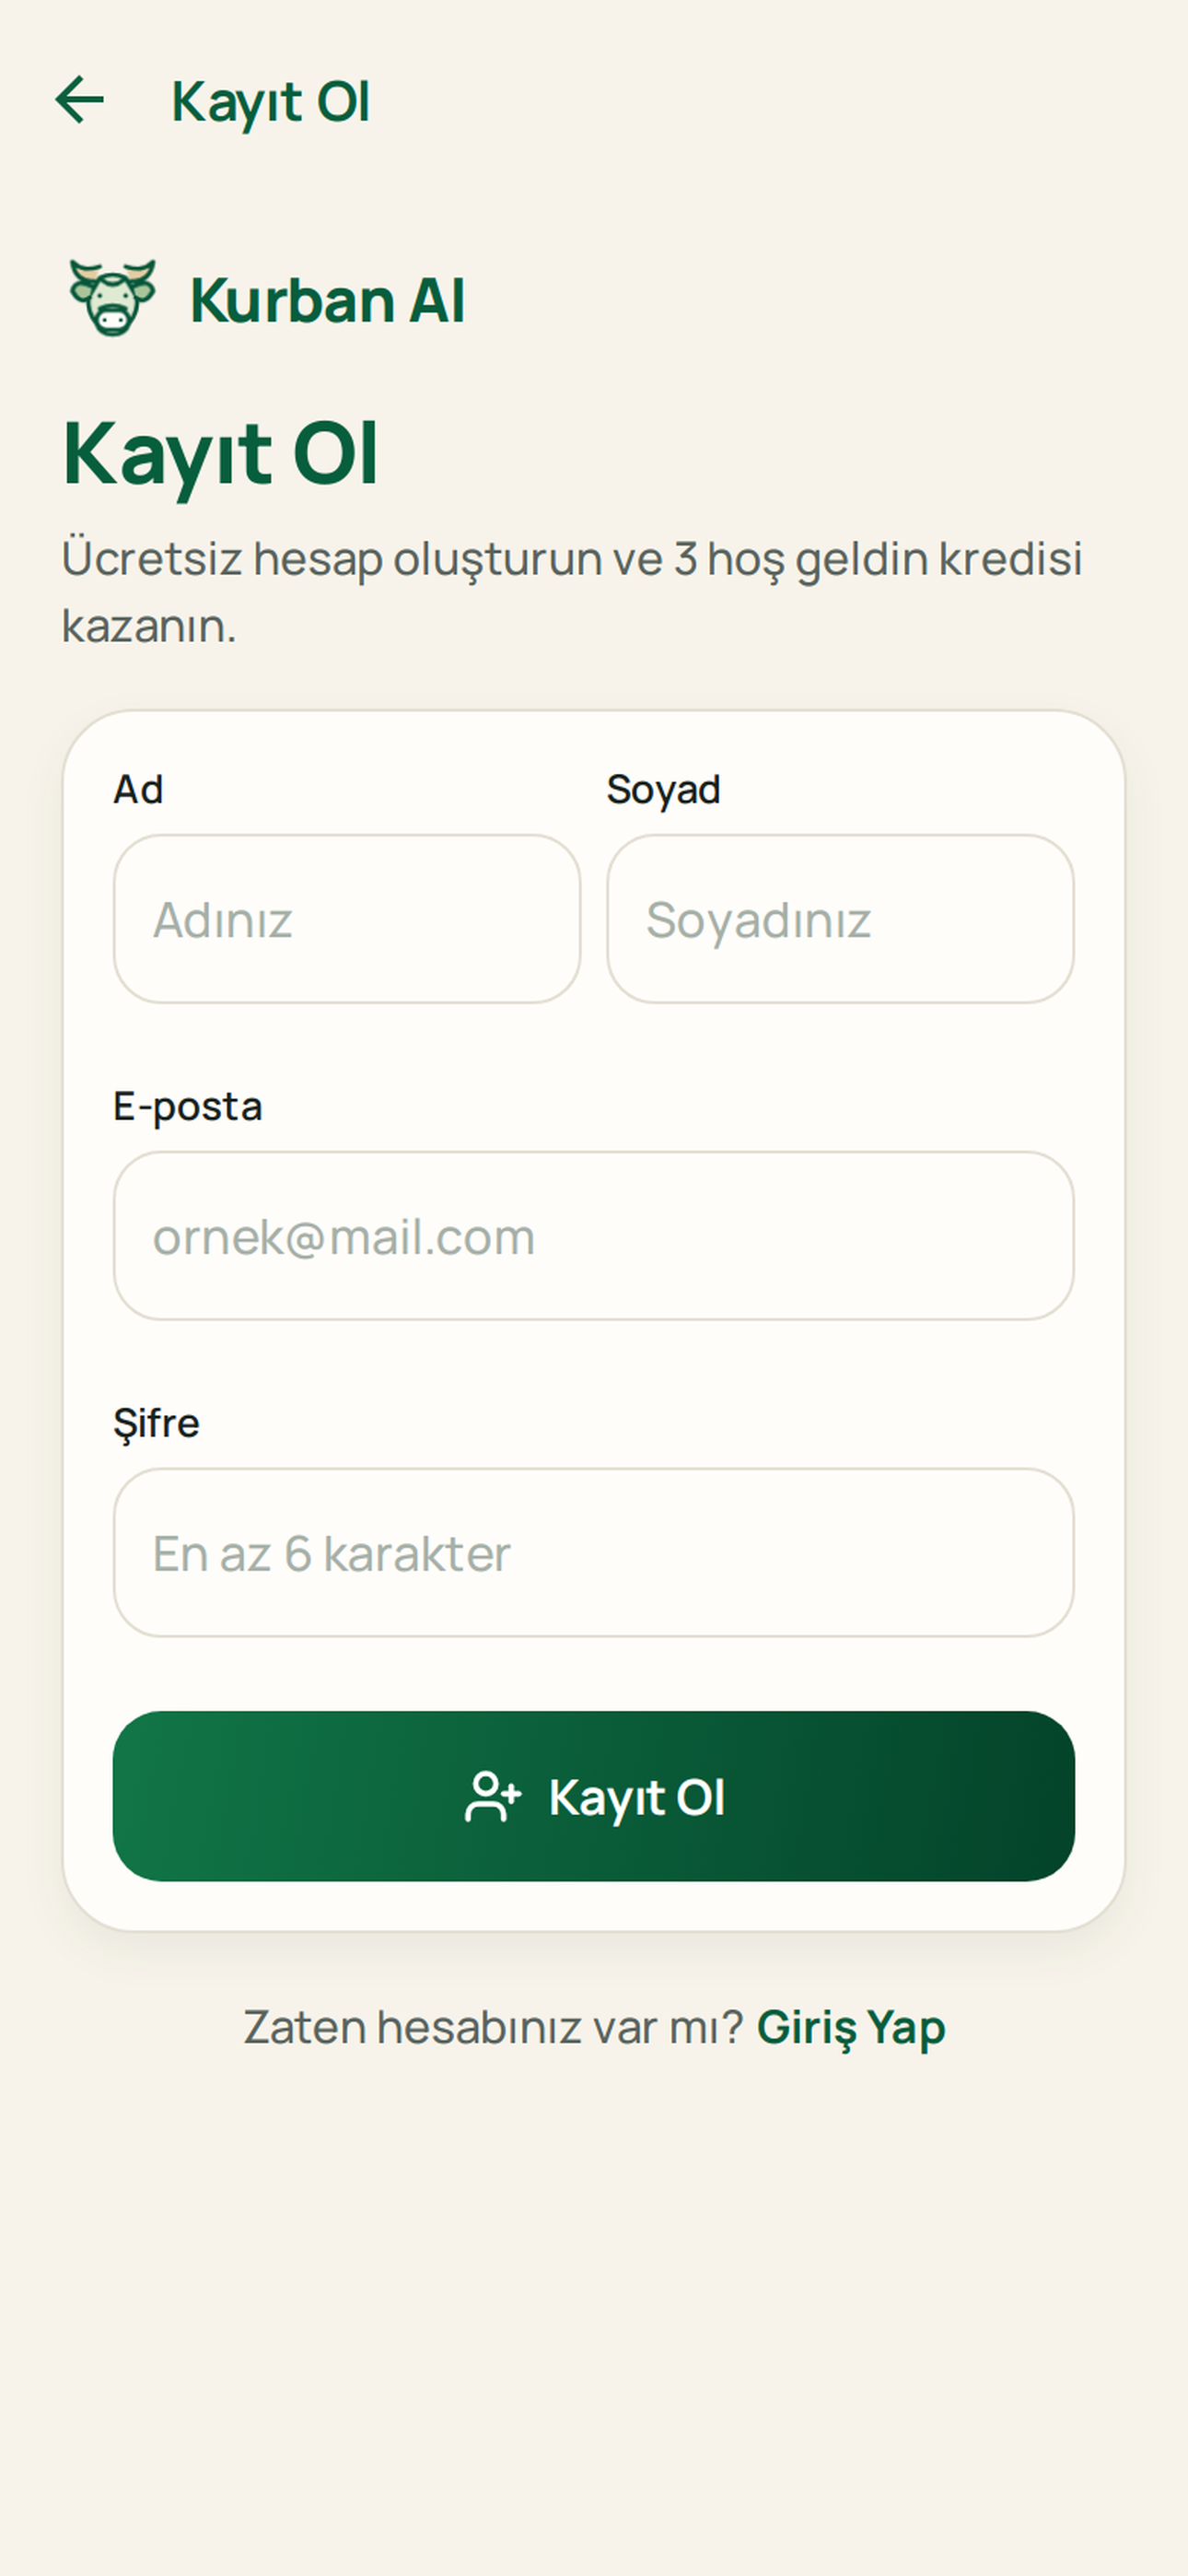 Kayıt Ol
Kurban AI
Kayıt Ol
Ücretsiz hesap oluşturun ve 3 hoş geldin kredisi
kazanın.
Ad Soyad
Adınız Soyadınız
E-posta
ornek@mail.com
Şifre
En az 6 karakter
Kayıt Ol
Zaten hesabınız var mı? Giriş Yap